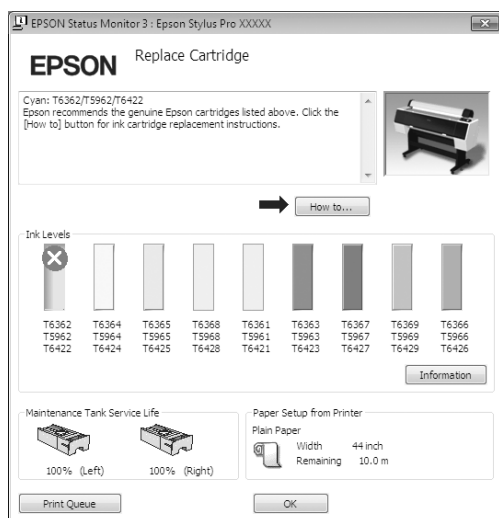 EPSON Status Monitor 3 : Epson Stylus Pro XXXXX
EPSON
Replace Cartridge
Cyan: T6362/T5962/T6422
Epson recommends the genuine Epson cartridges listed above. Click the
[How to] button for ink cartridge replacement instructions.
How to...
Ink Levels
T6362 T6364 T6365 T6368 T6361 T6363 T6367 T6369 T6366
T5962 T5964 T5965 T5968 T5961 T5963 T5967 T5969 T5966
T6422 T6424 T6425 T6428 T6421 T6423 T6427 T6429 T6426
Information
Maintenance Tank Service Life
100% (Left) 100% (Right)
Paper Setup from Printer
Plain Paper
Width 44 inch
Remaining 10.0 m
Print Queue
OK